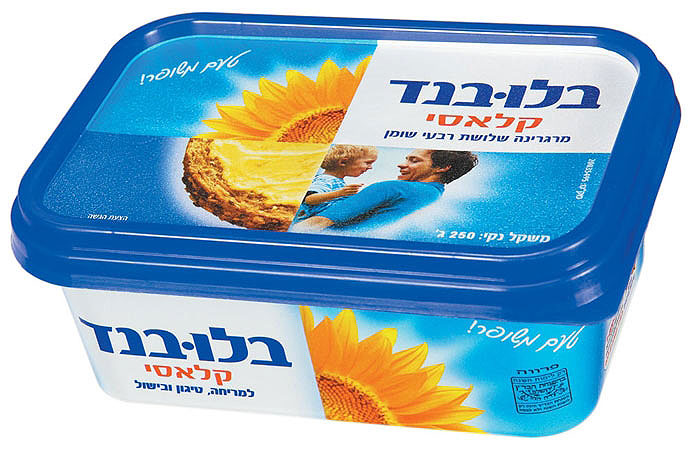 טעם משופר!
בלו-בנד
קלאסי
מרגרינה שלושת רבעי שומן
הצעת הגשה
משקל נקי: 250 ג'
בלו-בנד
קלאסי
למריחה, טיגון ובישול
טעם משופר!
פרווה